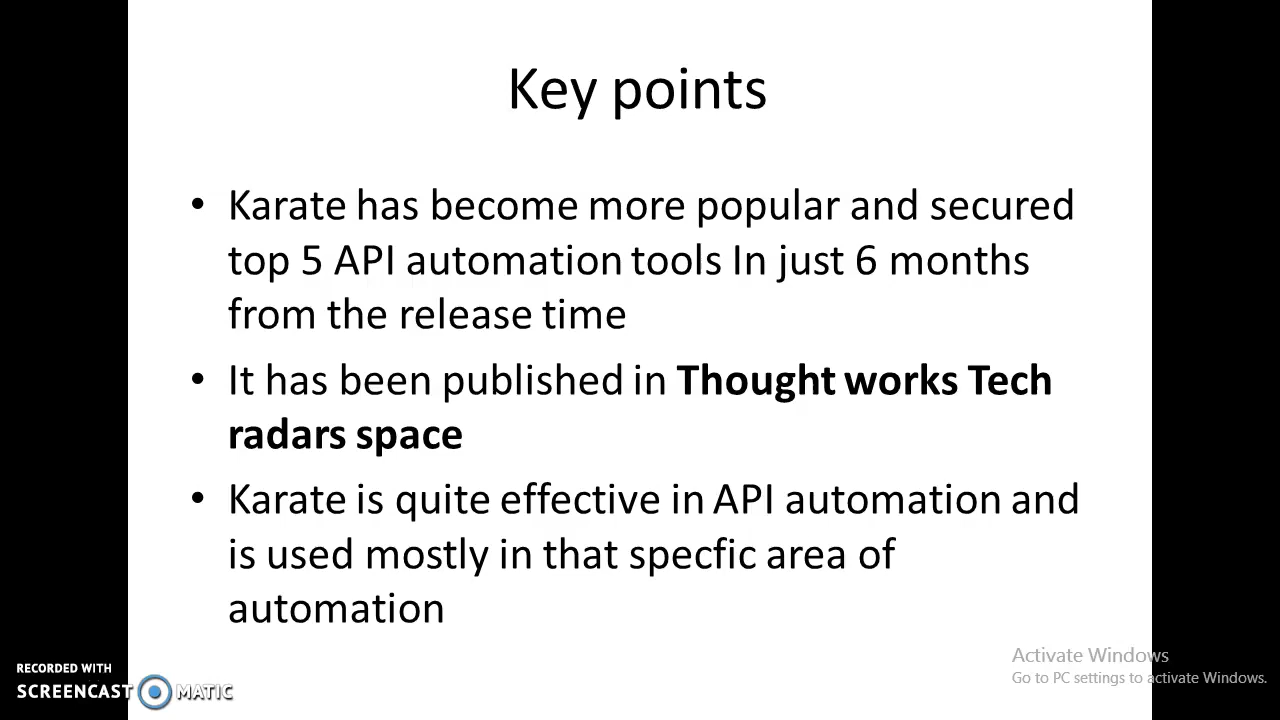 Key points
• Karate has become more popular and secured
top 5 API automation tools In just 6 months
from the release time
• It has been published in Thought works Tech
radars space
• Karate is quite effective in API automation and
is used mostly in that specfic area of
automation
Activate Windows
Go to PC settings to activate Windows.
RECORDED WITH
SCREENCAST MATIC